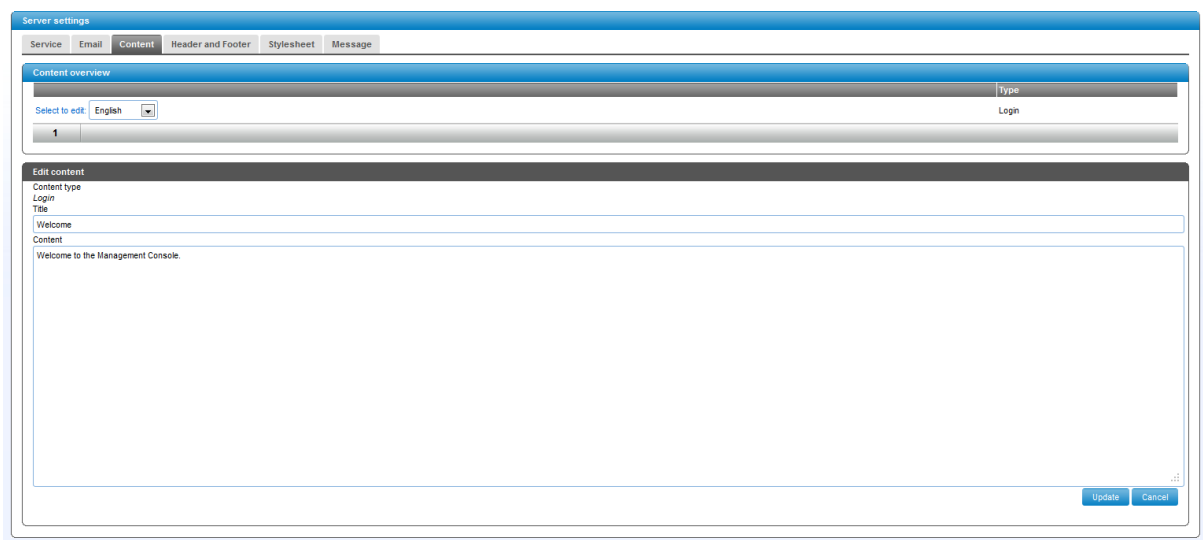 Server settings
Service Email Content Header and Footer Stylesheet Message
Content overview
Type
Select to edit: English Login
1
Edit content
Content type
Login
Title
Welcome
Content
Welcome to the Management Console.
Update Cancel